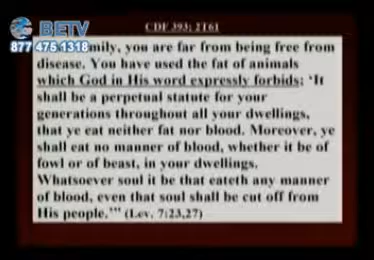 CDF 393; 2T61
BETV
877 475 1318
mily, you are far from being free from
disease. You have used the fat of animals
which God in His word expressly forbids: ‘It
shall be a perpetual statute for your
generations throughout all your dwellings,
that ye eat neither fat nor blood. Moreover, ye
shall eat no manner of blood, whether it be of
fowl or of beast, in your dwellings.
Whatsoever soul it be that eateth any manner
of blood, even that soul shall be cut off from
His people.’” (Lev. 7:23,27)